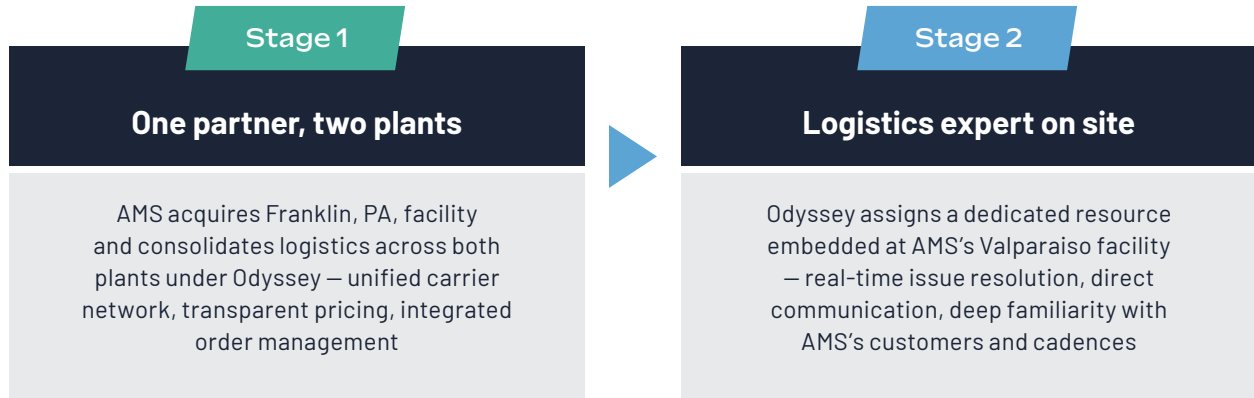 Stage 1
One partner, two plants
AMS acquires Franklin, PA, facility
and consolidates logistics across both
plants under Odyssey — unified carrier
network, transparent pricing, integrated
order management
Stage 2
Logistics expert on site
Odyssey assigns a dedicated resource
embedded at AMS’s Valparaiso facility
— real-time issue resolution, direct
communication, deep familiarity with
AMS’s customers and cadences